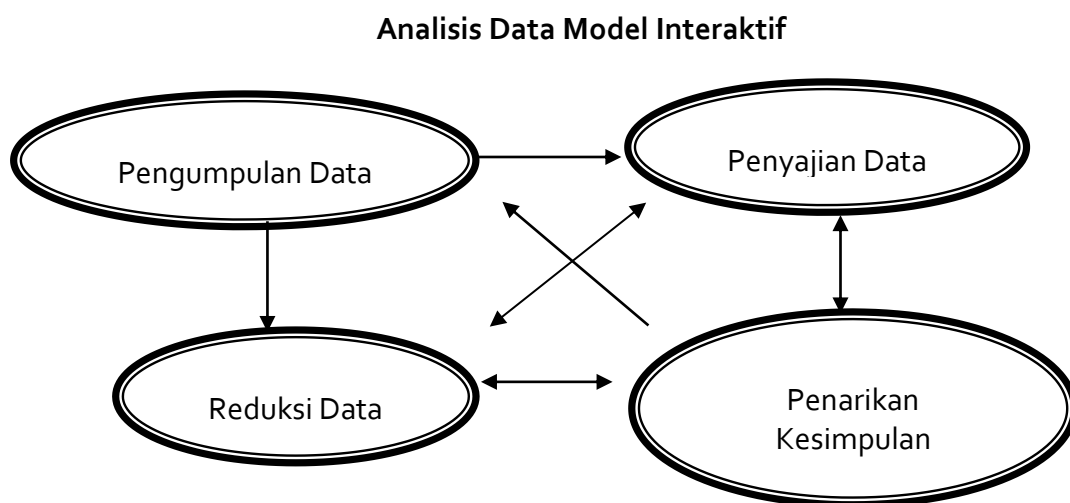 Analisis Data Model Interaktif
Pengumpulan Data
Penyajian Data
Reduksi Data
Penarikan
Kesimpulan